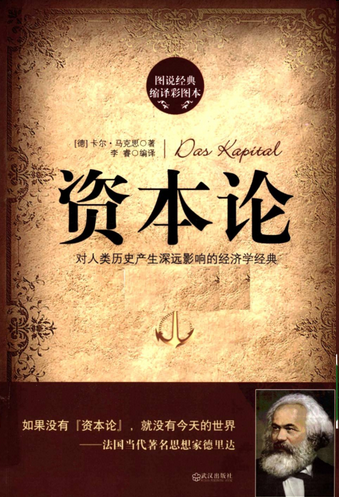 图说经典
缩译彩图本
[德] 卡尔·马克思 著
李睿 编译
Das Kapital
资本论
对人类历史产生深远影响的经济学经典
如果没有『资本论』，就没有今天的世界
——法国当代著名思想家德里达
武汉出版社